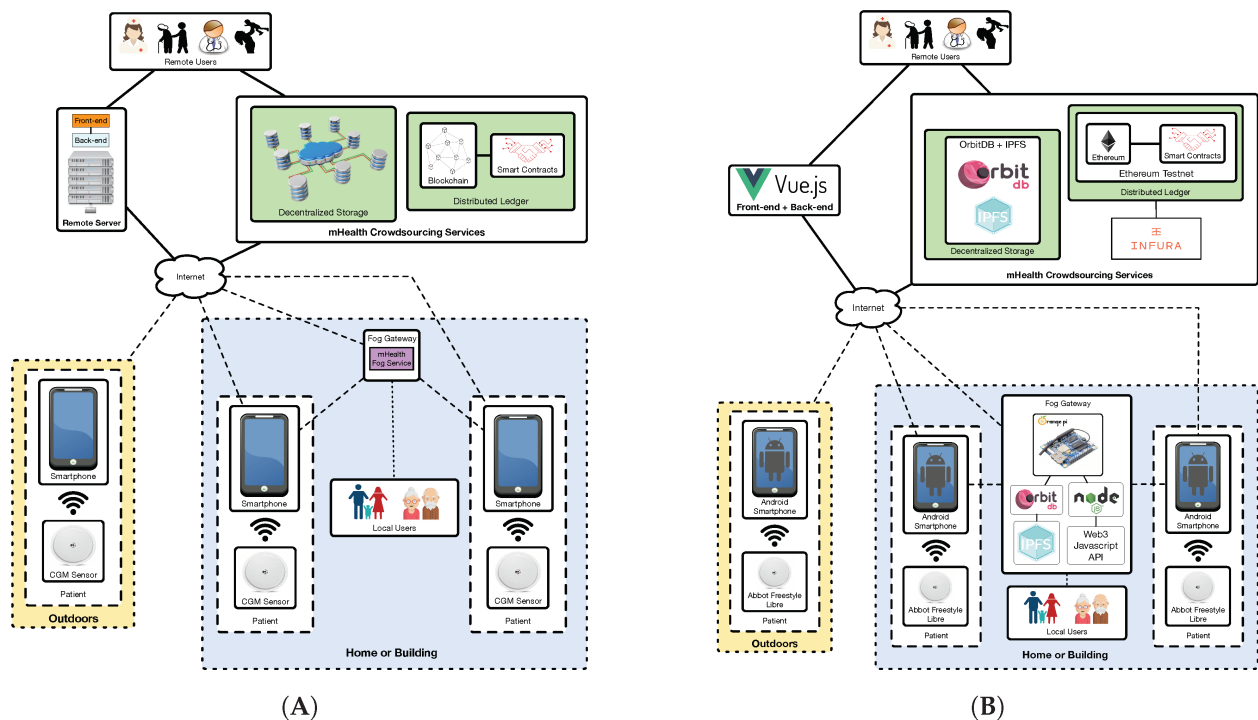 Remote Users
Front-end
Back-end
Remote Server
Blockchain
Smart Contracts
Decentralized Storage
Distributed Ledger
mHealth Crowdsourcing Services
Internet
Fog Gateway
mHealth
Fog Service
Smartphone
CGM Sensor
Patient
Outdoors
Smartphone
CGM Sensor
Patient
Local Users
Smartphone
CGM Sensor
Patient
Home or Building
(A)
Remote Users
Vue.js
Front-end + Back-end
OrbitDB + IPFS
Orbit
db
IPFS
Decentralized Storage
Ethereum
Smart Contracts
Ethereum Testnet
Distributed Ledger
INFURA
mHealth Crowdsourcing Services
Internet
Android
Smartphone
Abbot Freestyle
Libre
Patient
Outdoors
Android
Smartphone
Abbot Freestyle
Libre
Patient
Fog Gateway
Orange pi
Orbit
db
node
JS
IPFS
Web3
Javascript
API
Local Users
Android
Smartphone
Abbot Freestyle
Libre
Patient
Home or Building
(B)